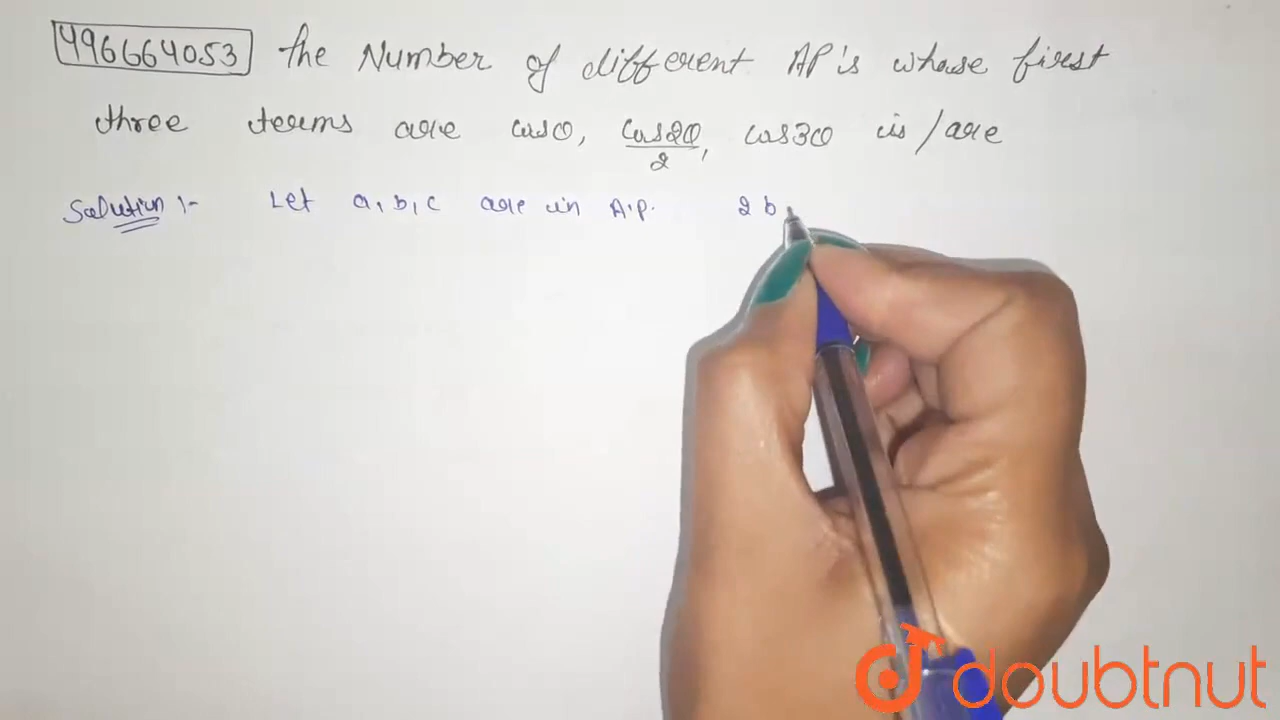 496664053 The Number of different AP's whose first
three terms are cosθ, cos2θ/2, cos3θ is/are
Solution :- Let a, b, c are in A.P. 2b
doubtnut